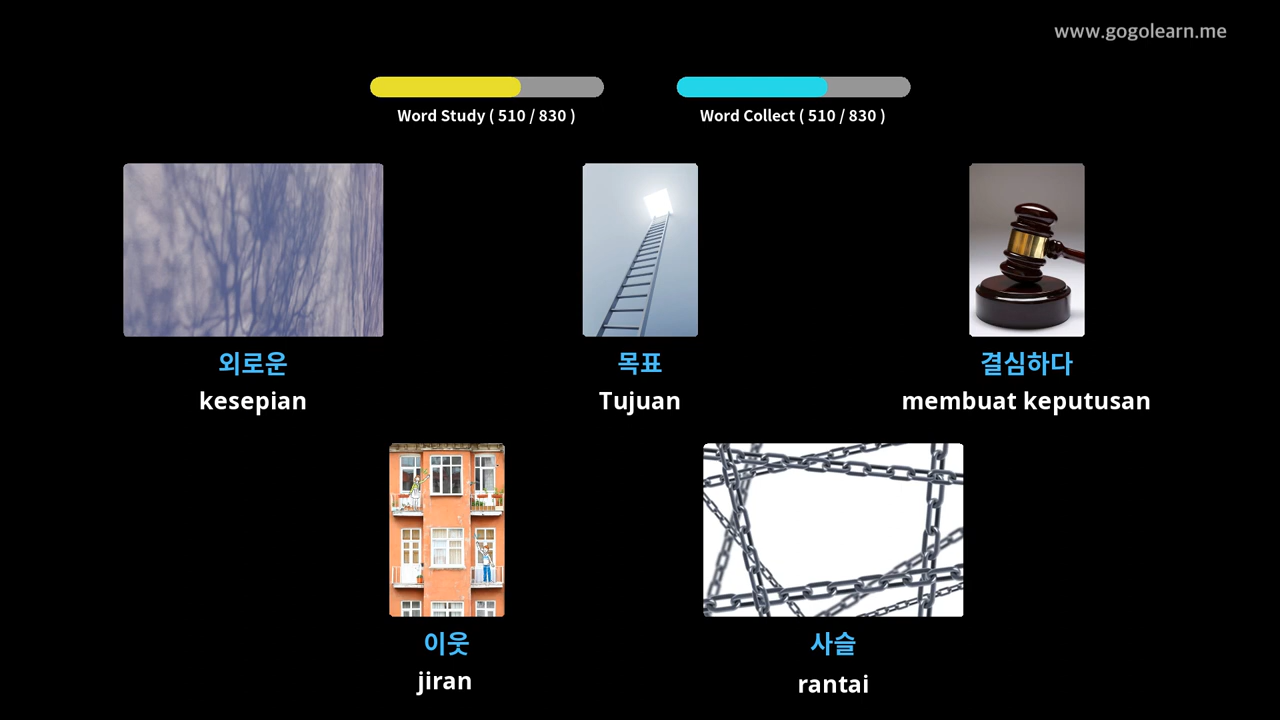 www.gogolearn.me
Word Study ( 510 / 830 )
Word Collect ( 510 / 830 )
외로운
kesepian
목표
Tujuan
결심하다
membuat keputusan
이웃
jiran
사슬
rantai